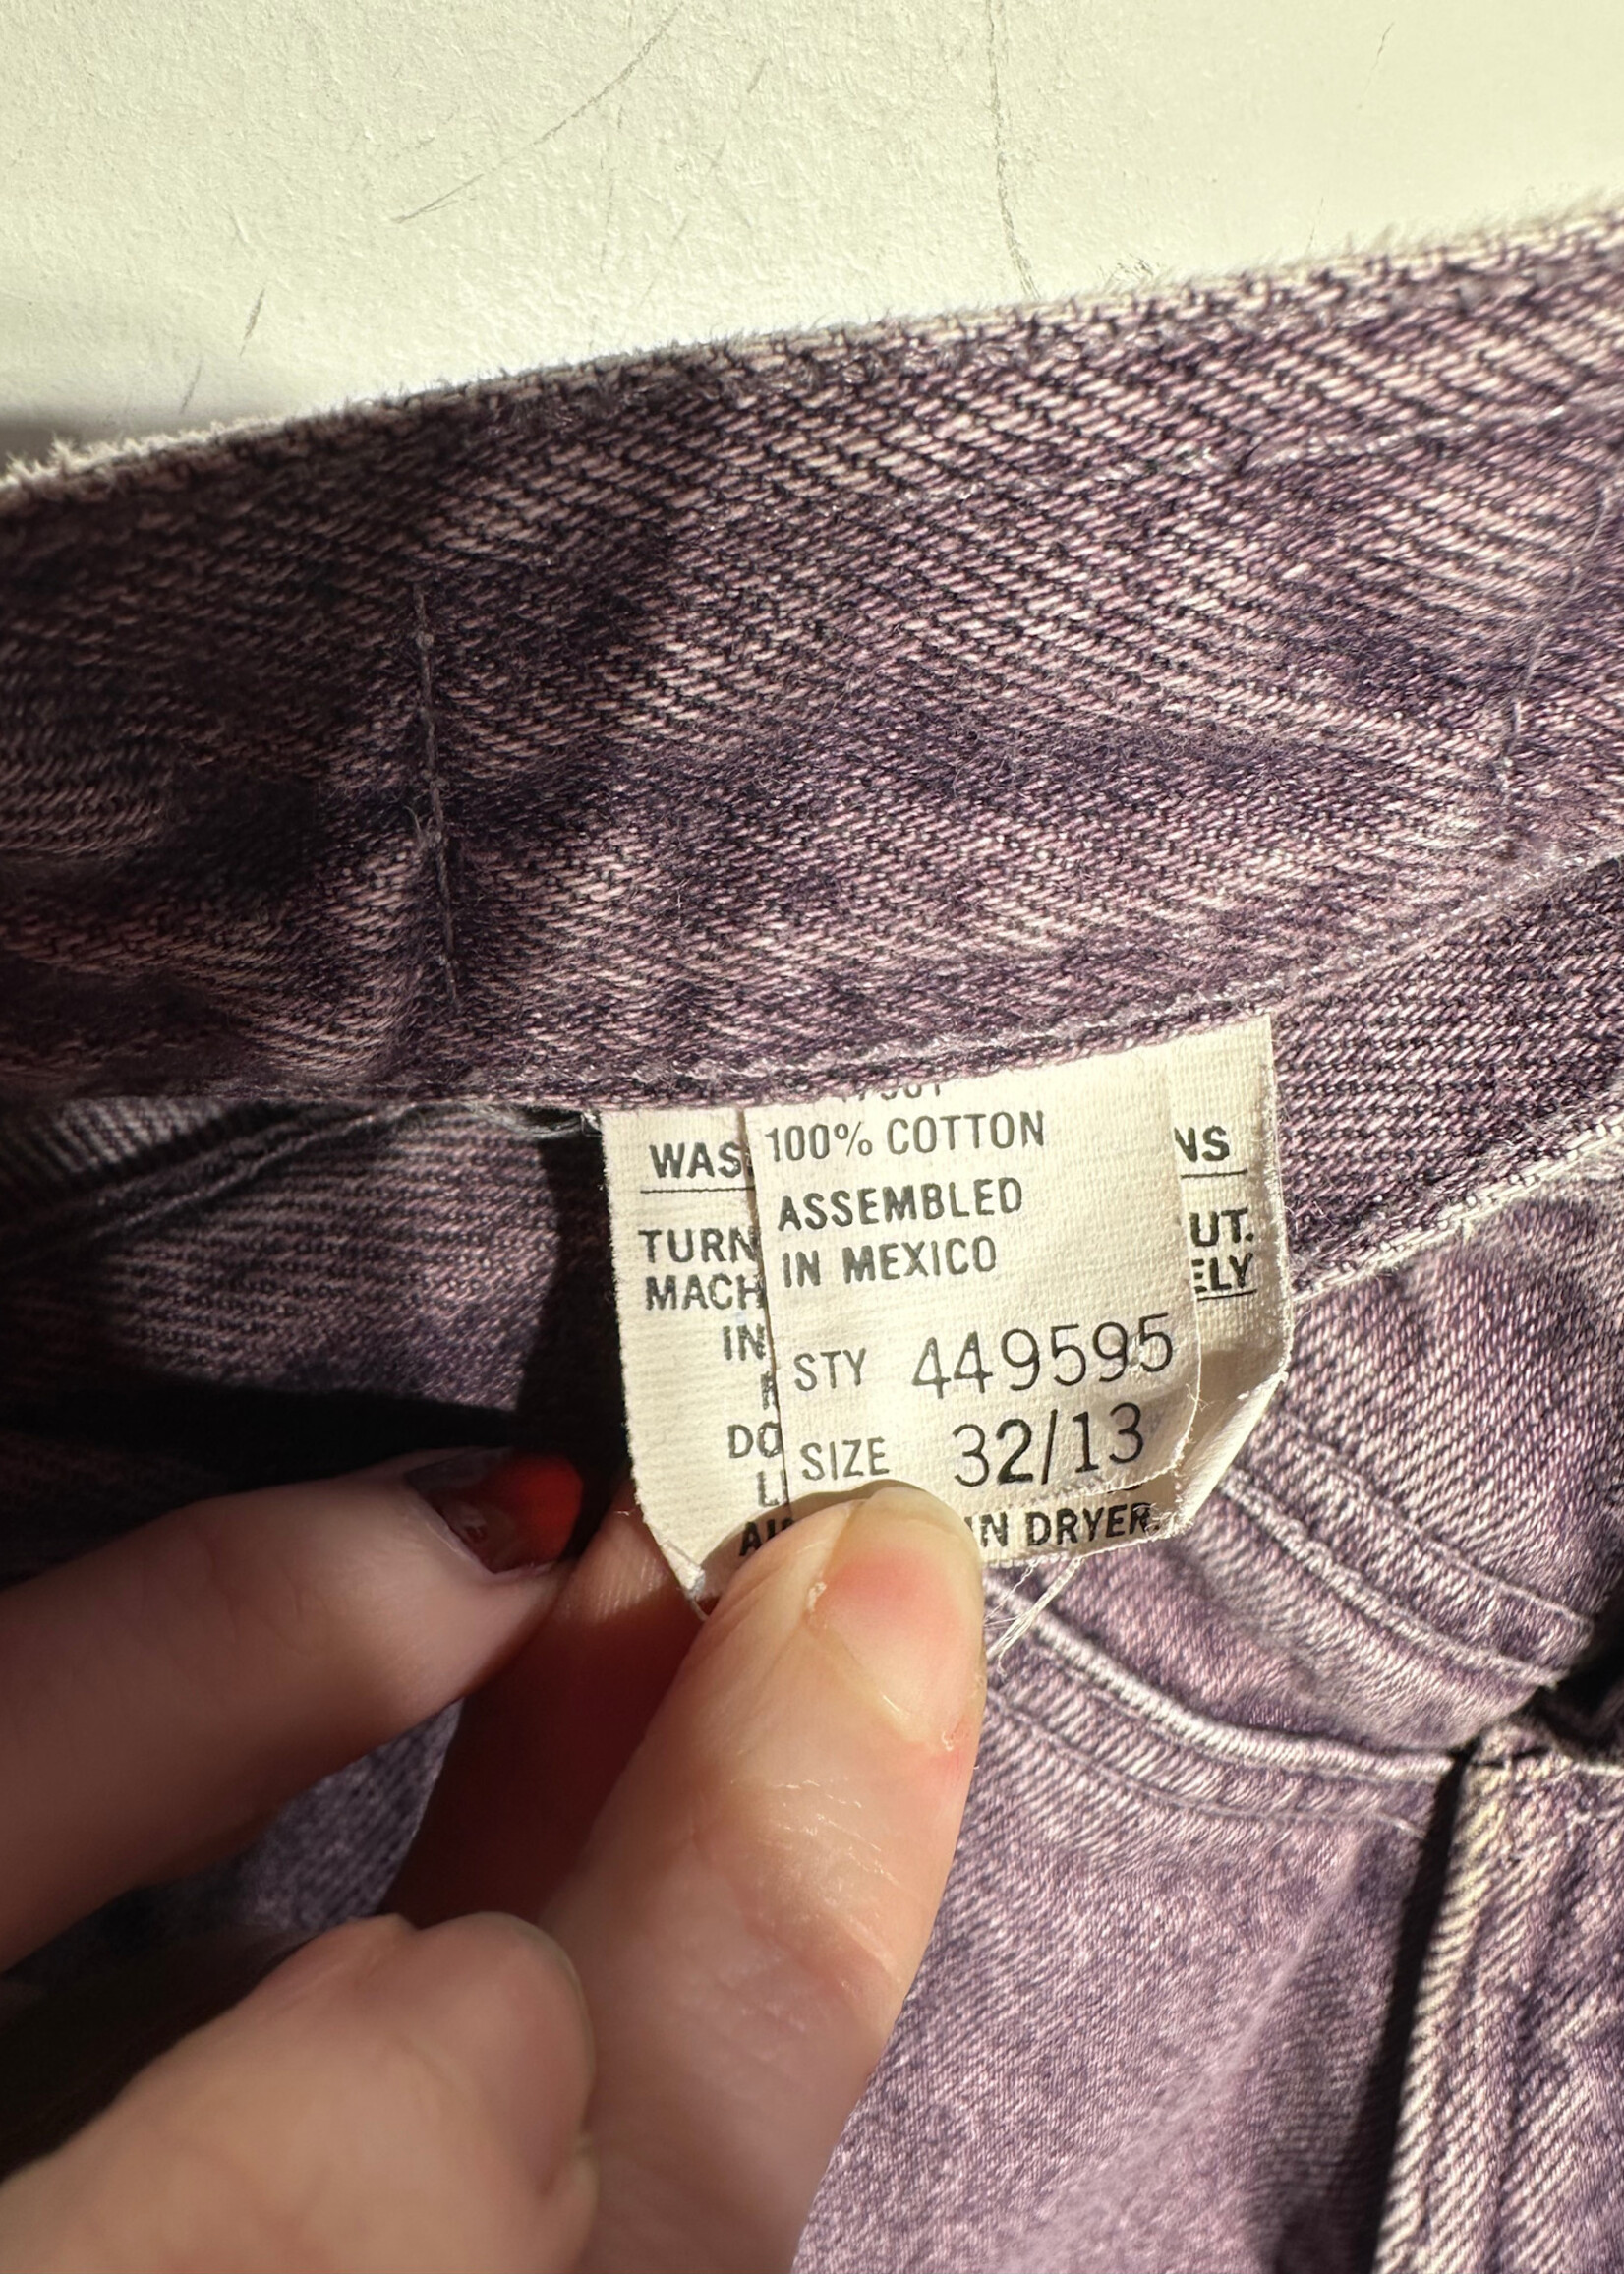 100% COTTON
ASSEMBLED
IN MEXICO
STY 449595
SIZE 32/13
WAS
NS
TURN
UT.
MACH
ELY
IN
DO
IN DRYER.